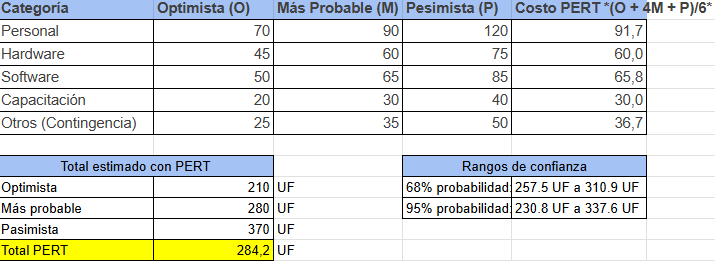 Categoría Optimista (O) Más Probable (M) Pesimista (P) Costo PERT *(O + 4M + P)/6*
Personal 70 90 120 91,7
Hardware 45 60 75 60,0
Software 50 65 85 65,8
Capacitación 20 30 40 30,0
Otros (Contingencia) 25 35 50 36,7
Total estimado con PERT Rangos de confianza
Optimista 210 UF 68% probabilidad: 257.5 UF a 310.9 UF
Más probable 280 UF 95% probabilidad: 230.8 UF a 337.6 UF
Pasimista 370 UF
Total PERT 284,2 UF